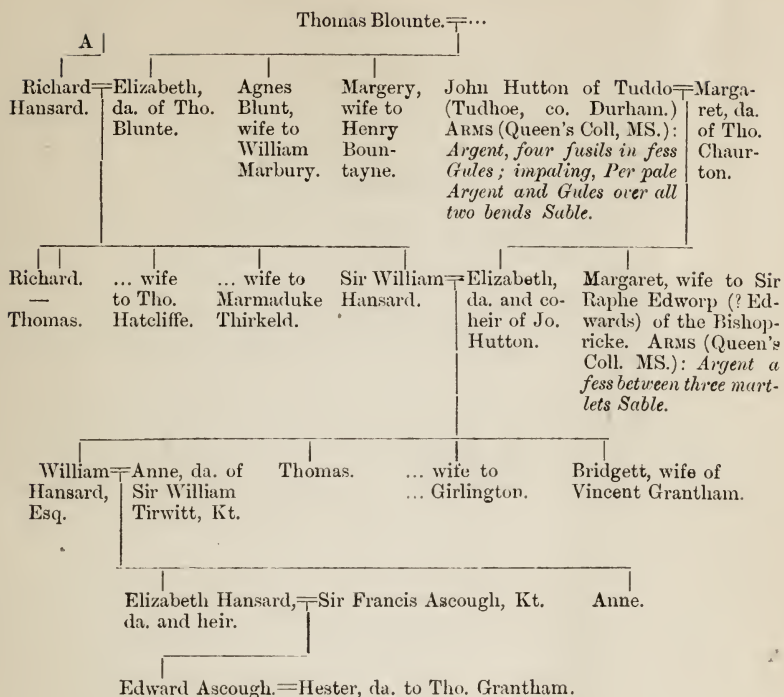 Thomas Blounte.=...
A
Richard Hansard.=Elizabeth, da. of Tho. Blunte.
Agnes Blunt, wife to William Marbury.
Margery, wife to Henry Boun-
tayne.
John Hutton of Tuddo=Marga-
(Tudhoe, co. Durham.) ret, da.
ARMS (Queen's Coll, MS.): of Tho.
Argent, four fusils in fess Chaur-
Gules; impaling, Per pale ton.
Argent and Gules over all
two bends Sable.
Richard.
—
Thomas.
... wife
to Tho.
Hatcliffe.
... wife to
Marmaduke
Thirkeld.
Sir William=Elizabeth,
Hansard. da. and co-
heir of Jo.
Hutton.
Margaret, wife to Sir
Raphe Edworp (? Ed-
wards) of the Bishop-
ricke. ARMS (Queen's
Coll. MS.): Argent a
fess between three mart-
lets Sable.
William=Anne, da. of
Hansard, Sir William
Esq. Tirwitt, Kt.
Thomas.
... wife to
... Girlington.
Bridgett, wife of
Vincent Grantham.
Elizabeth Hansard,=Sir Francis Ascough, Kt.
da. and heir.
Anne.
Edward Ascough.=Hester, da. to Tho. Grantham.